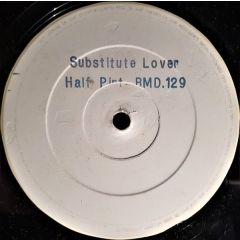 Substitute Lover
Half Pint BMD.129